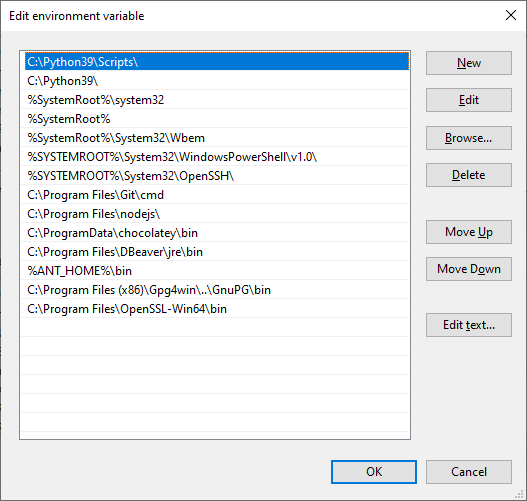 Edit environment variable
C:\Python39\Scripts\
C:\Python39\
%SystemRoot%\system32
%SystemRoot%
%SystemRoot%\System32\Wbem
%SYSTEMROOT%\System32\WindowsPowerShell\v1.0\
%SYSTEMROOT%\System32\OpenSSH\
C:\Program Files\Git\cmd
C:\Program Files\nodejs\
C:\ProgramData\chocolatey\bin
C:\Program Files\DBeaver\jre\bin
%ANT_HOME%\bin
C:\Program Files (x86)\Gpg4win\..\GnuPG\bin
C:\Program Files\OpenSSL-Win64\bin
New
Edit
Browse...
Delete
Move Up
Move Down
Edit text...
OK
Cancel